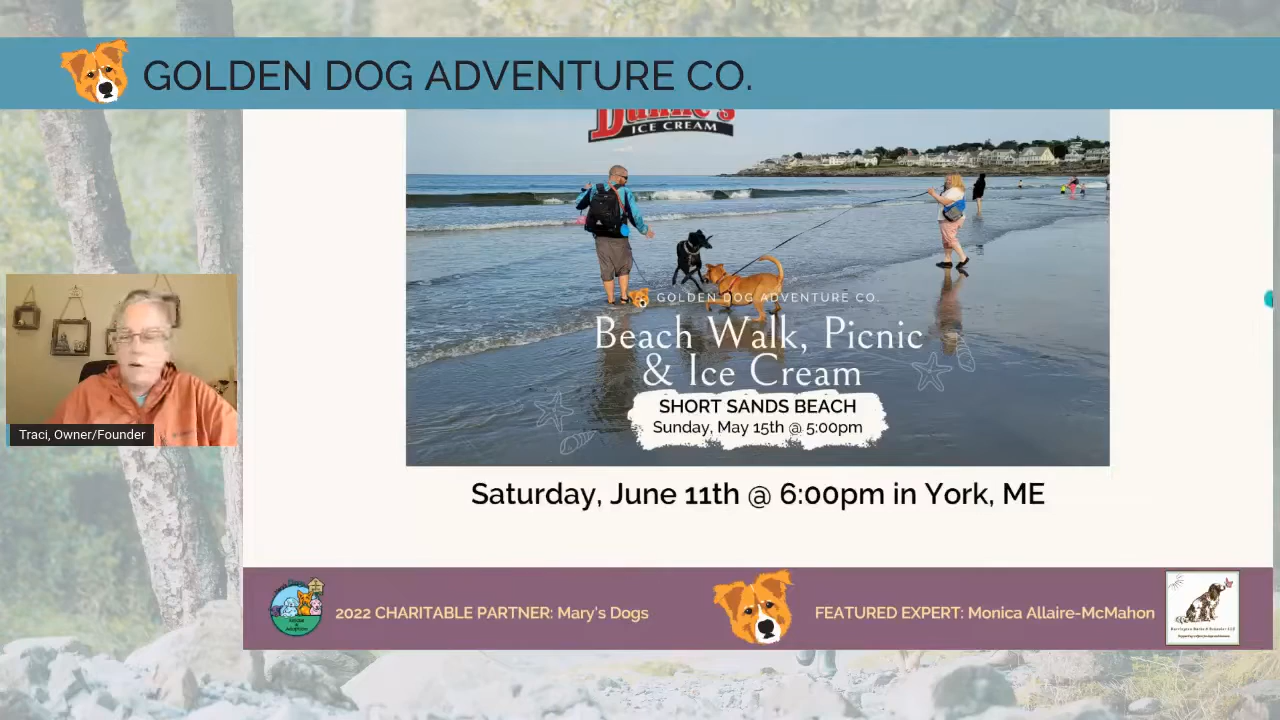 GOLDEN DOG ADVENTURE CO.
ICE CREAM
GOLDEN DOG ADVENTURE CO.
Beach Walk, Picnic
& Ice Cream
SHORT SANDS BEACH
Sunday, May 15th @ 5:00pm
Traci, Owner/Founder
Saturday, June 11th @ 6:00pm in York, ME
2022 CHARITABLE PARTNER: Mary's Dogs
FEATURED EXPERT: Monica Allaire-McMahon